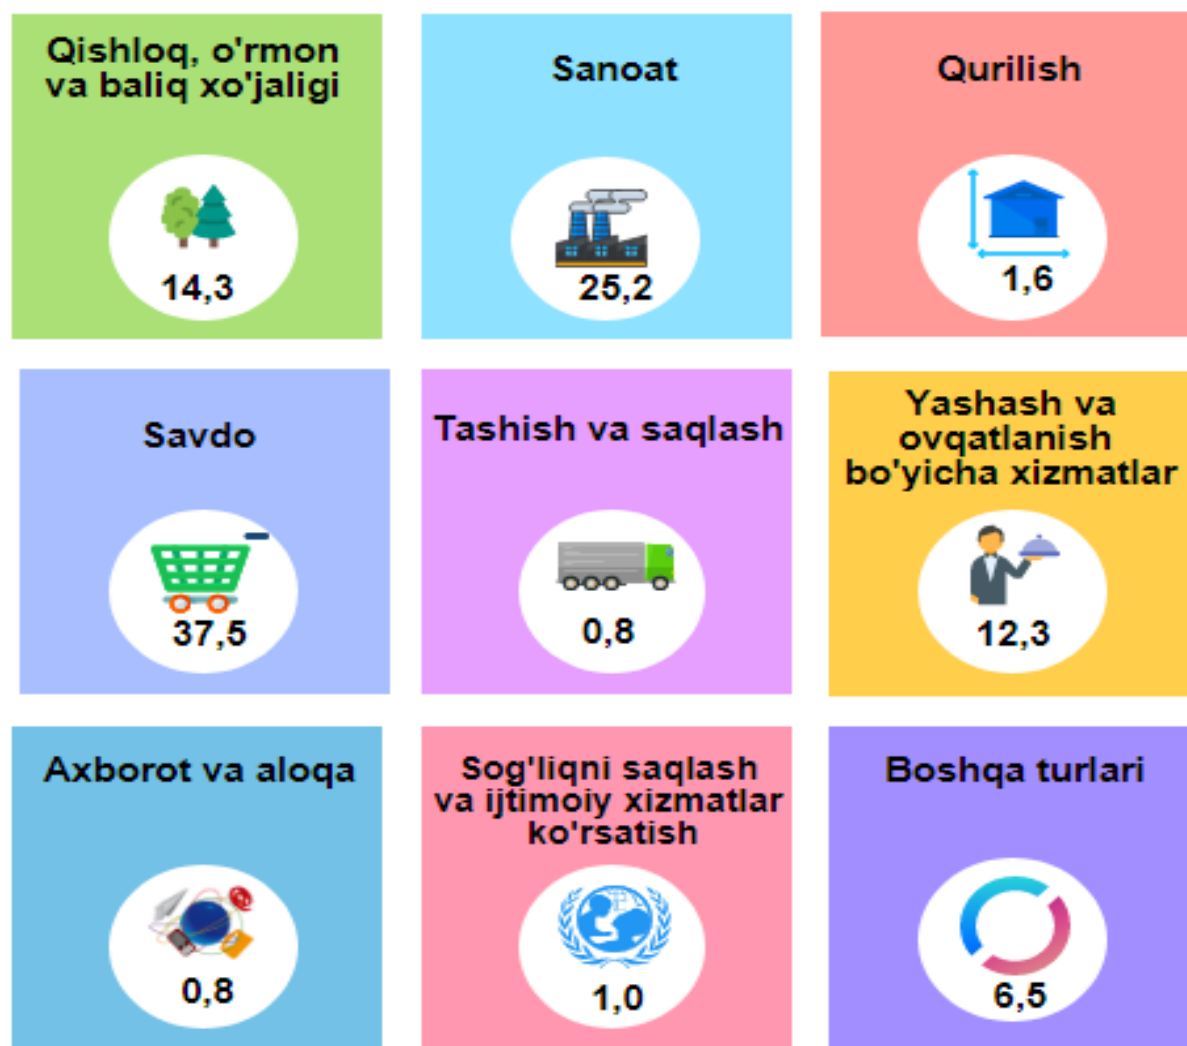 Qishloq, o'rmon
va baliq xo'jaligi
14,3
Sanoat
25,2
Qurilish
1,6
Savdo
37,5
Tashish va saqlash
0,8
Yashash va
ovqatlanish
bo'yicha xizmatlar
12,3
Axborot va aloqa
0,8
Sog'liqni saqlash
va ijtimoiy xizmatlar
ko'rsatish
1,0
Boshqa turlari
6,5